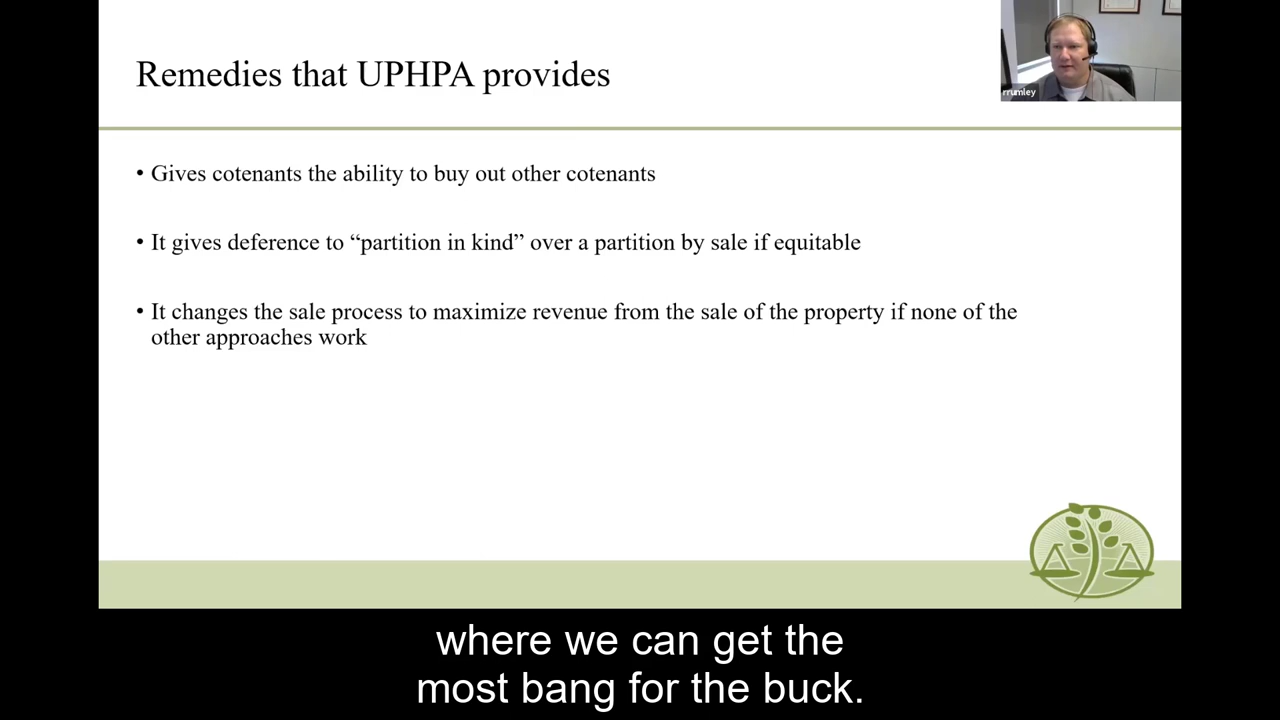 Remedies that UPHPA provides
rrumley
• Gives cotenants the ability to buy out other cotenants
• It gives deference to “partition in kind” over a partition by sale if equitable
• It changes the sale process to maximize revenue from the sale of the property if none of the
other approaches work
where we can get the
most bang for the buck.